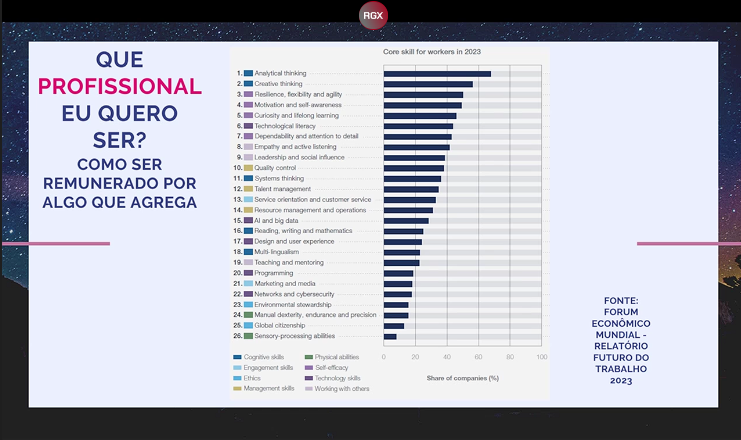 RGX
QUE
PROFISSIONAL
EU QUERO
SER?
COMO SER
REMUNERADO POR
ALGO QUE AGREGA
Core skill for workers in 2023
1. Analytical thinking
2. Creative thinking
3. Resilience, flexibility and agility
4. Motivation and self-awareness
5. Curiosity and lifelong learning
6. Technological literacy
7. Dependability and attention to detail
8. Empathy and active listening
9. Leadership and social influence
10. Quality control
11. Systems thinking
12. Talent management
13. Service orientation and customer service
14. Resource management and operations
15. AI and big data
16. Reading, writing and mathematics
17. Design and user experience
18. Multi-lingualism
19. Teaching and mentoring
20. Programming
21. Marketing and media
22. Networks and cybersecurity
23. Environmental stewardship
24. Manual dexterity, endurance and precision
25. Global citizenship
26. Sensory-processing abilities
0 20 40 60 80 100
Share of companies (%)
Cognitive skills
Engagement skills
Ethics
Management skills
Physical abilities
Self-efficacy
Technology skills
Working with others
FONTE:
FORUM
ECONÔMICO
MUNDIAL -
RELATÓRIO
FUTURO DO
TRABALHO
2023